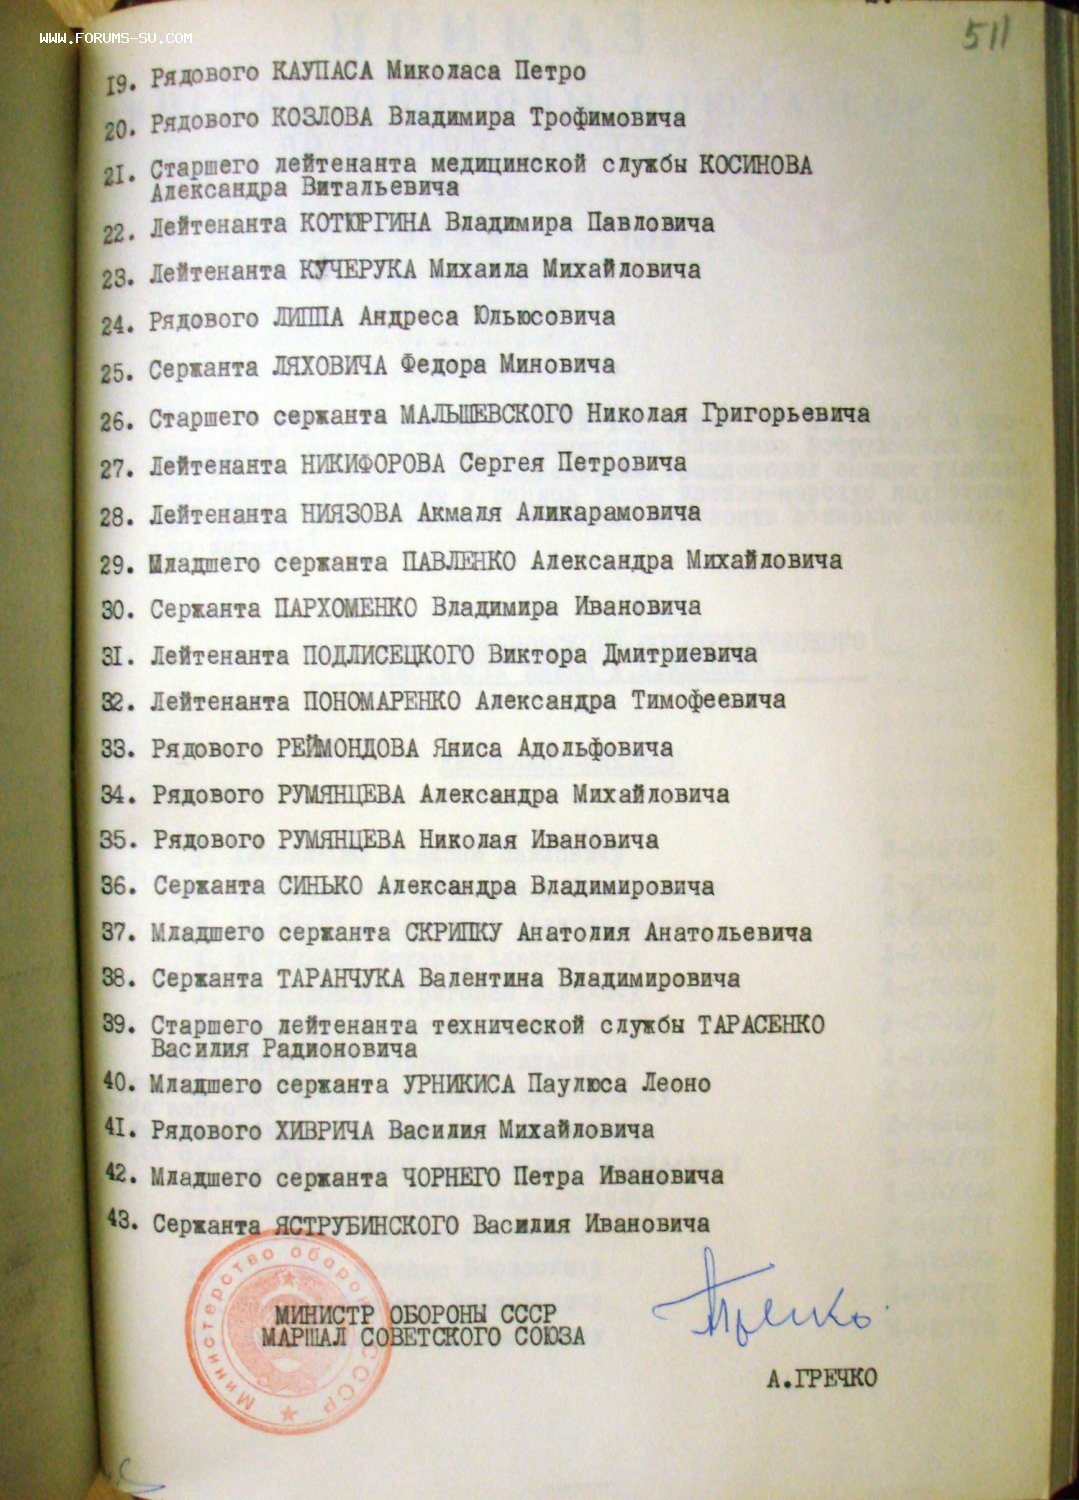 WWW.FORUMS-SU.COM
511
19. Рядового КАУПАСА Миколаса Петро
20. Рядового КОЗЛОВА Владимира Трофимовича
21. Старшего лейтенанта медицинской службы КОСИНОВА
Александра Витальевича
22. Лейтенанта КОТЮРГИНА Владимира Павловича
23. Лейтенанта КУЧЕРУКА Михаила Михайловича
24. Рядового ЛИППА Андреса Юльюсовича
25. Сержанта ЛЯХОВИЧА Федора Миновича
26. Старшего сержанта МАЛЫШЕВСКОГО Николая Григорьевича
27. Лейтенанта НИКИФОРОВА Сергея Петровича
28. Лейтенанта НИЯЗОВА Акмаля Аликарамовича
29. Младшего сержанта ПАВЛЕНКО Александра Михайловича
30. Сержанта ПАРХОМЕНКО Владимира Ивановича
31. Лейтенанта ПОДЛИСЕЦКОГО Виктора Дмитриевича
32. Лейтенанта ПОНОМАРЕНКО Александра Тимофеевича
33. Рядового РЕЙМОНДОВА Яниса Адольфовича
34. Рядового РУМЯНЦЕВА Александра Михайловича
35. Рядового РУМЯНЦЕВА Николая Ивановича
36. Сержанта СИНЬКО Александра Владимировича
37. Младшего сержанта СКРИПКУ Анатолия Анатольевича
38. Сержанта ТАРАНЧУКА Валентина Владимировича
39. Старшего лейтенанта технической службы ТАРАСЕНКО
Василия Радионовича
40. Младшего сержанта УРНИКИСА Паулюса Леоно
41. Рядового ХИВРИЧА Василия Михайловича
42. Младшего сержанта ЧОРНЕГО Петра Ивановича
43. Сержанта ЯСТРУБИНСКОГО Василия Ивановича
Министерство обороны СССР
МИНИСТР ОБОРОНЫ СССР
МАРШАЛ СОВЕТСКОГО СОЮЗА
Гречко
А.ГРЕЧКО